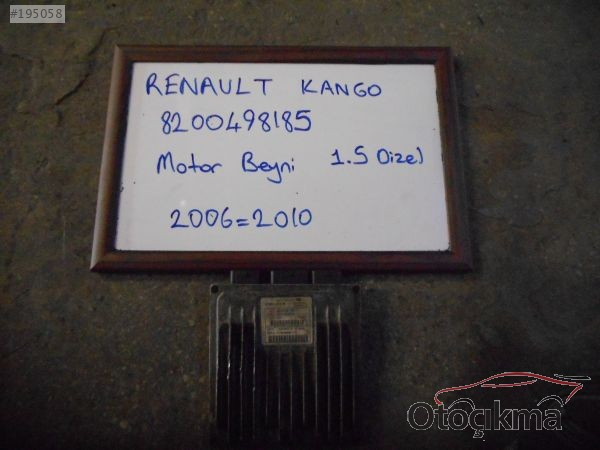 #195058
RENAULT KANGO
8200498185
Motor Beyni 1.5 Dizel
2006=2010
Otoçıkma